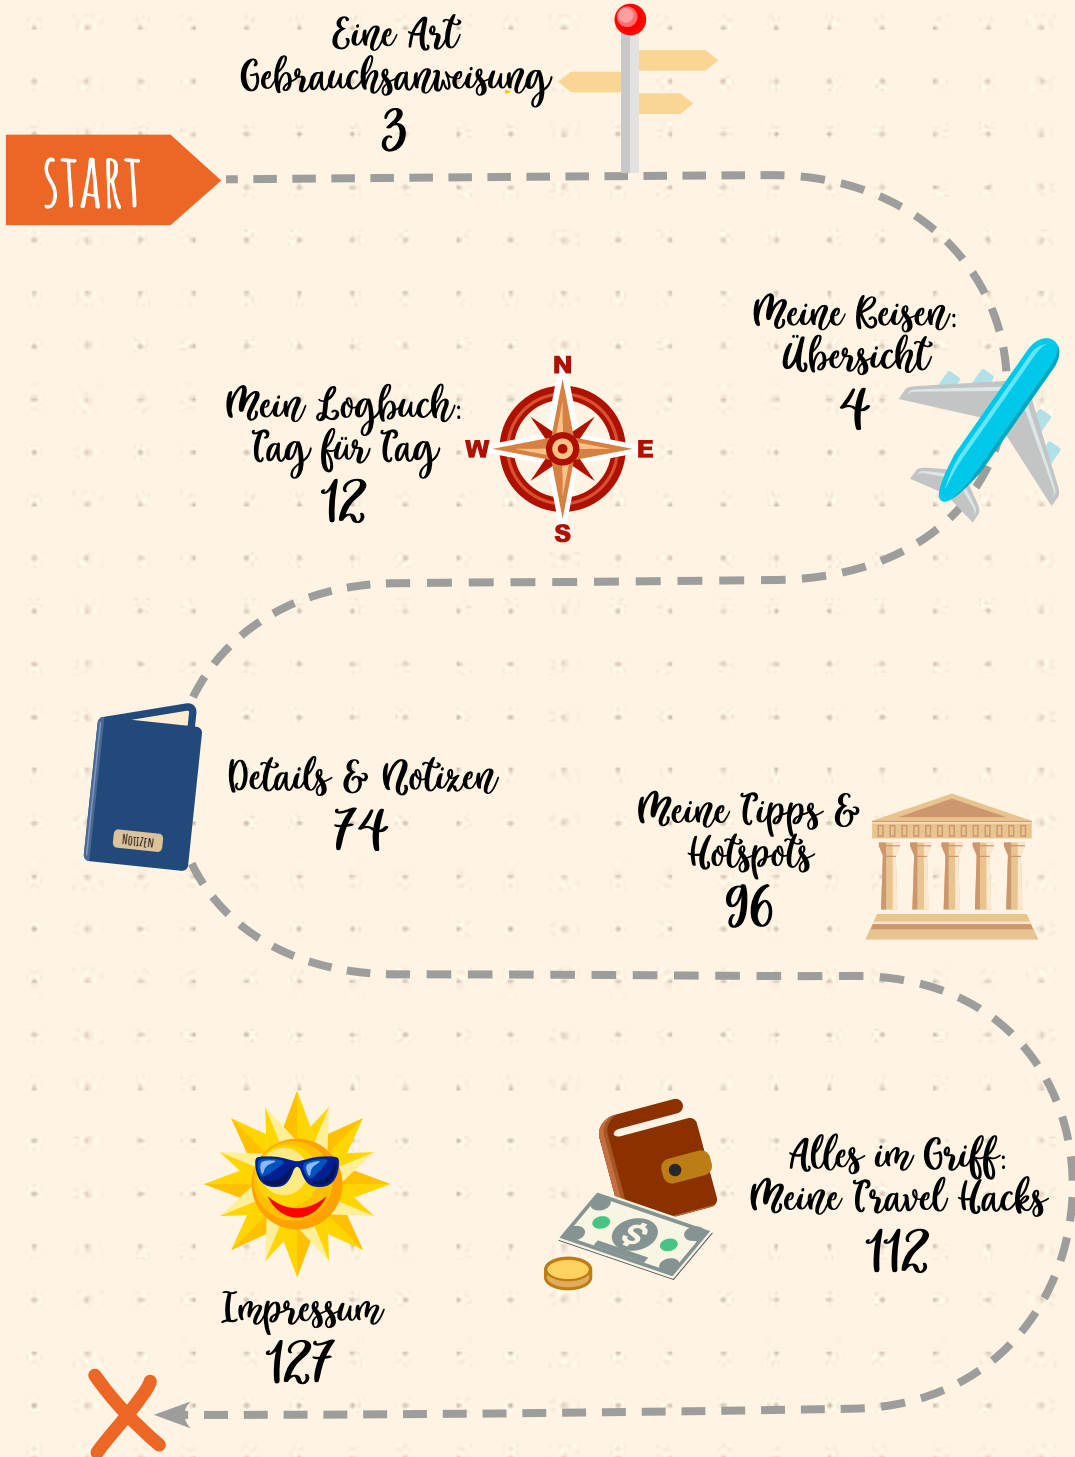 Eine Art
Gebrauchsanweisung
3
START
Meine Reisen:
Übersicht
4
Mein Logbuch:
Tag für Tag
12
N
W
E
S
Details & Notizen
74
NOTIZEN
Meine Tipps &
Hotspots
96
Alles im Griff:
Meine Travel Hacks
112
$
Impressum
127